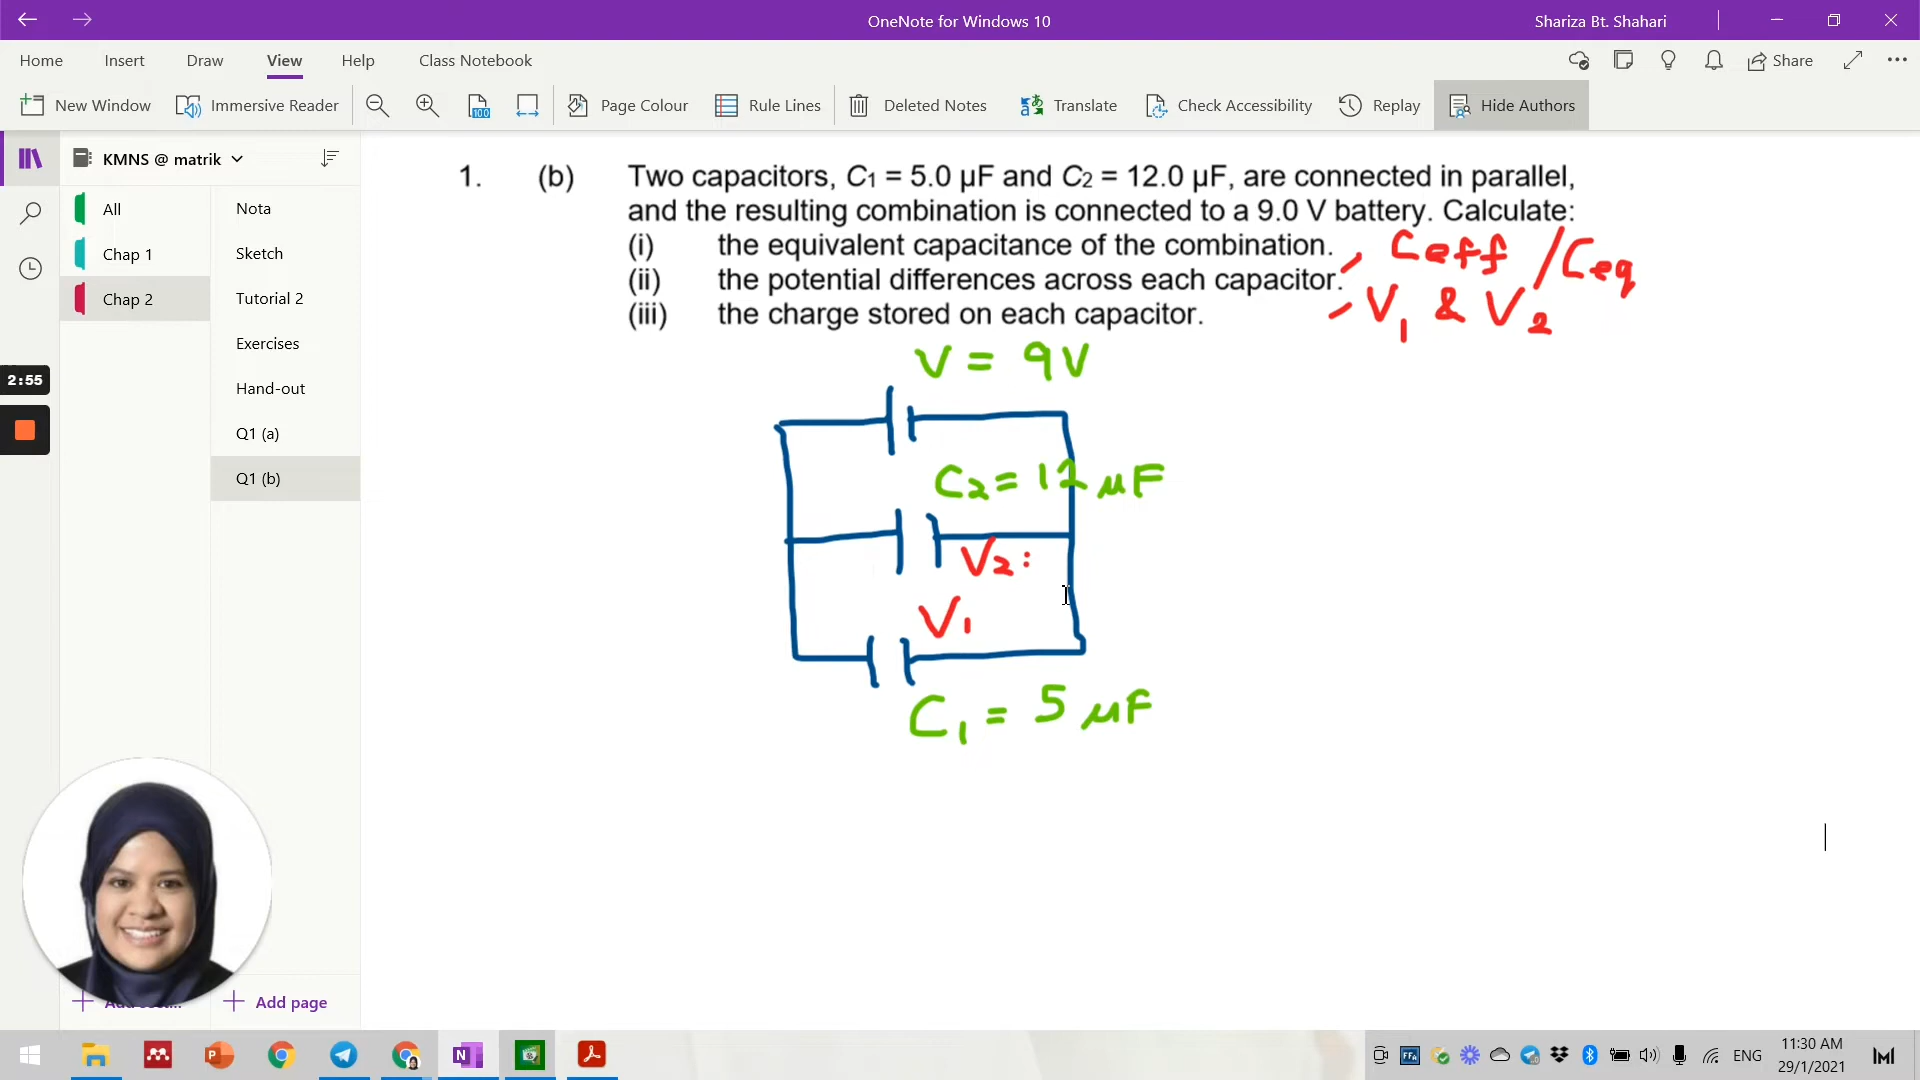 OneNote for Windows 10
Shariza Bt. Shahari
Home Insert Draw View Help Class Notebook
Share
New Window Immersive Reader 100 Page Colour Rule Lines Deleted Notes Translate Check Accessibility Replay Hide Authors
KMNS @ matrik
All
Chap 1
Chap 2
Nota
Sketch
Tutorial 2
Exercises
Hand-out
Q1 (a)
Q1 (b)
2:55
1. (b) Two capacitors, C1 = 5.0 µF and C2 = 12.0 µF, are connected in parallel,
and the resulting combination is connected to a 9.0 V battery. Calculate:
(i) the equivalent capacitance of the combination.
(ii) the potential differences across each capacitor.
(iii) the charge stored on each capacitor.
Ceff / Ceq
V1 & V2
V = 9V
C2 = 12 µF
V2 :
V1
C1 = 5 µF
Add page
ENG
11:30 AM
29/1/2021